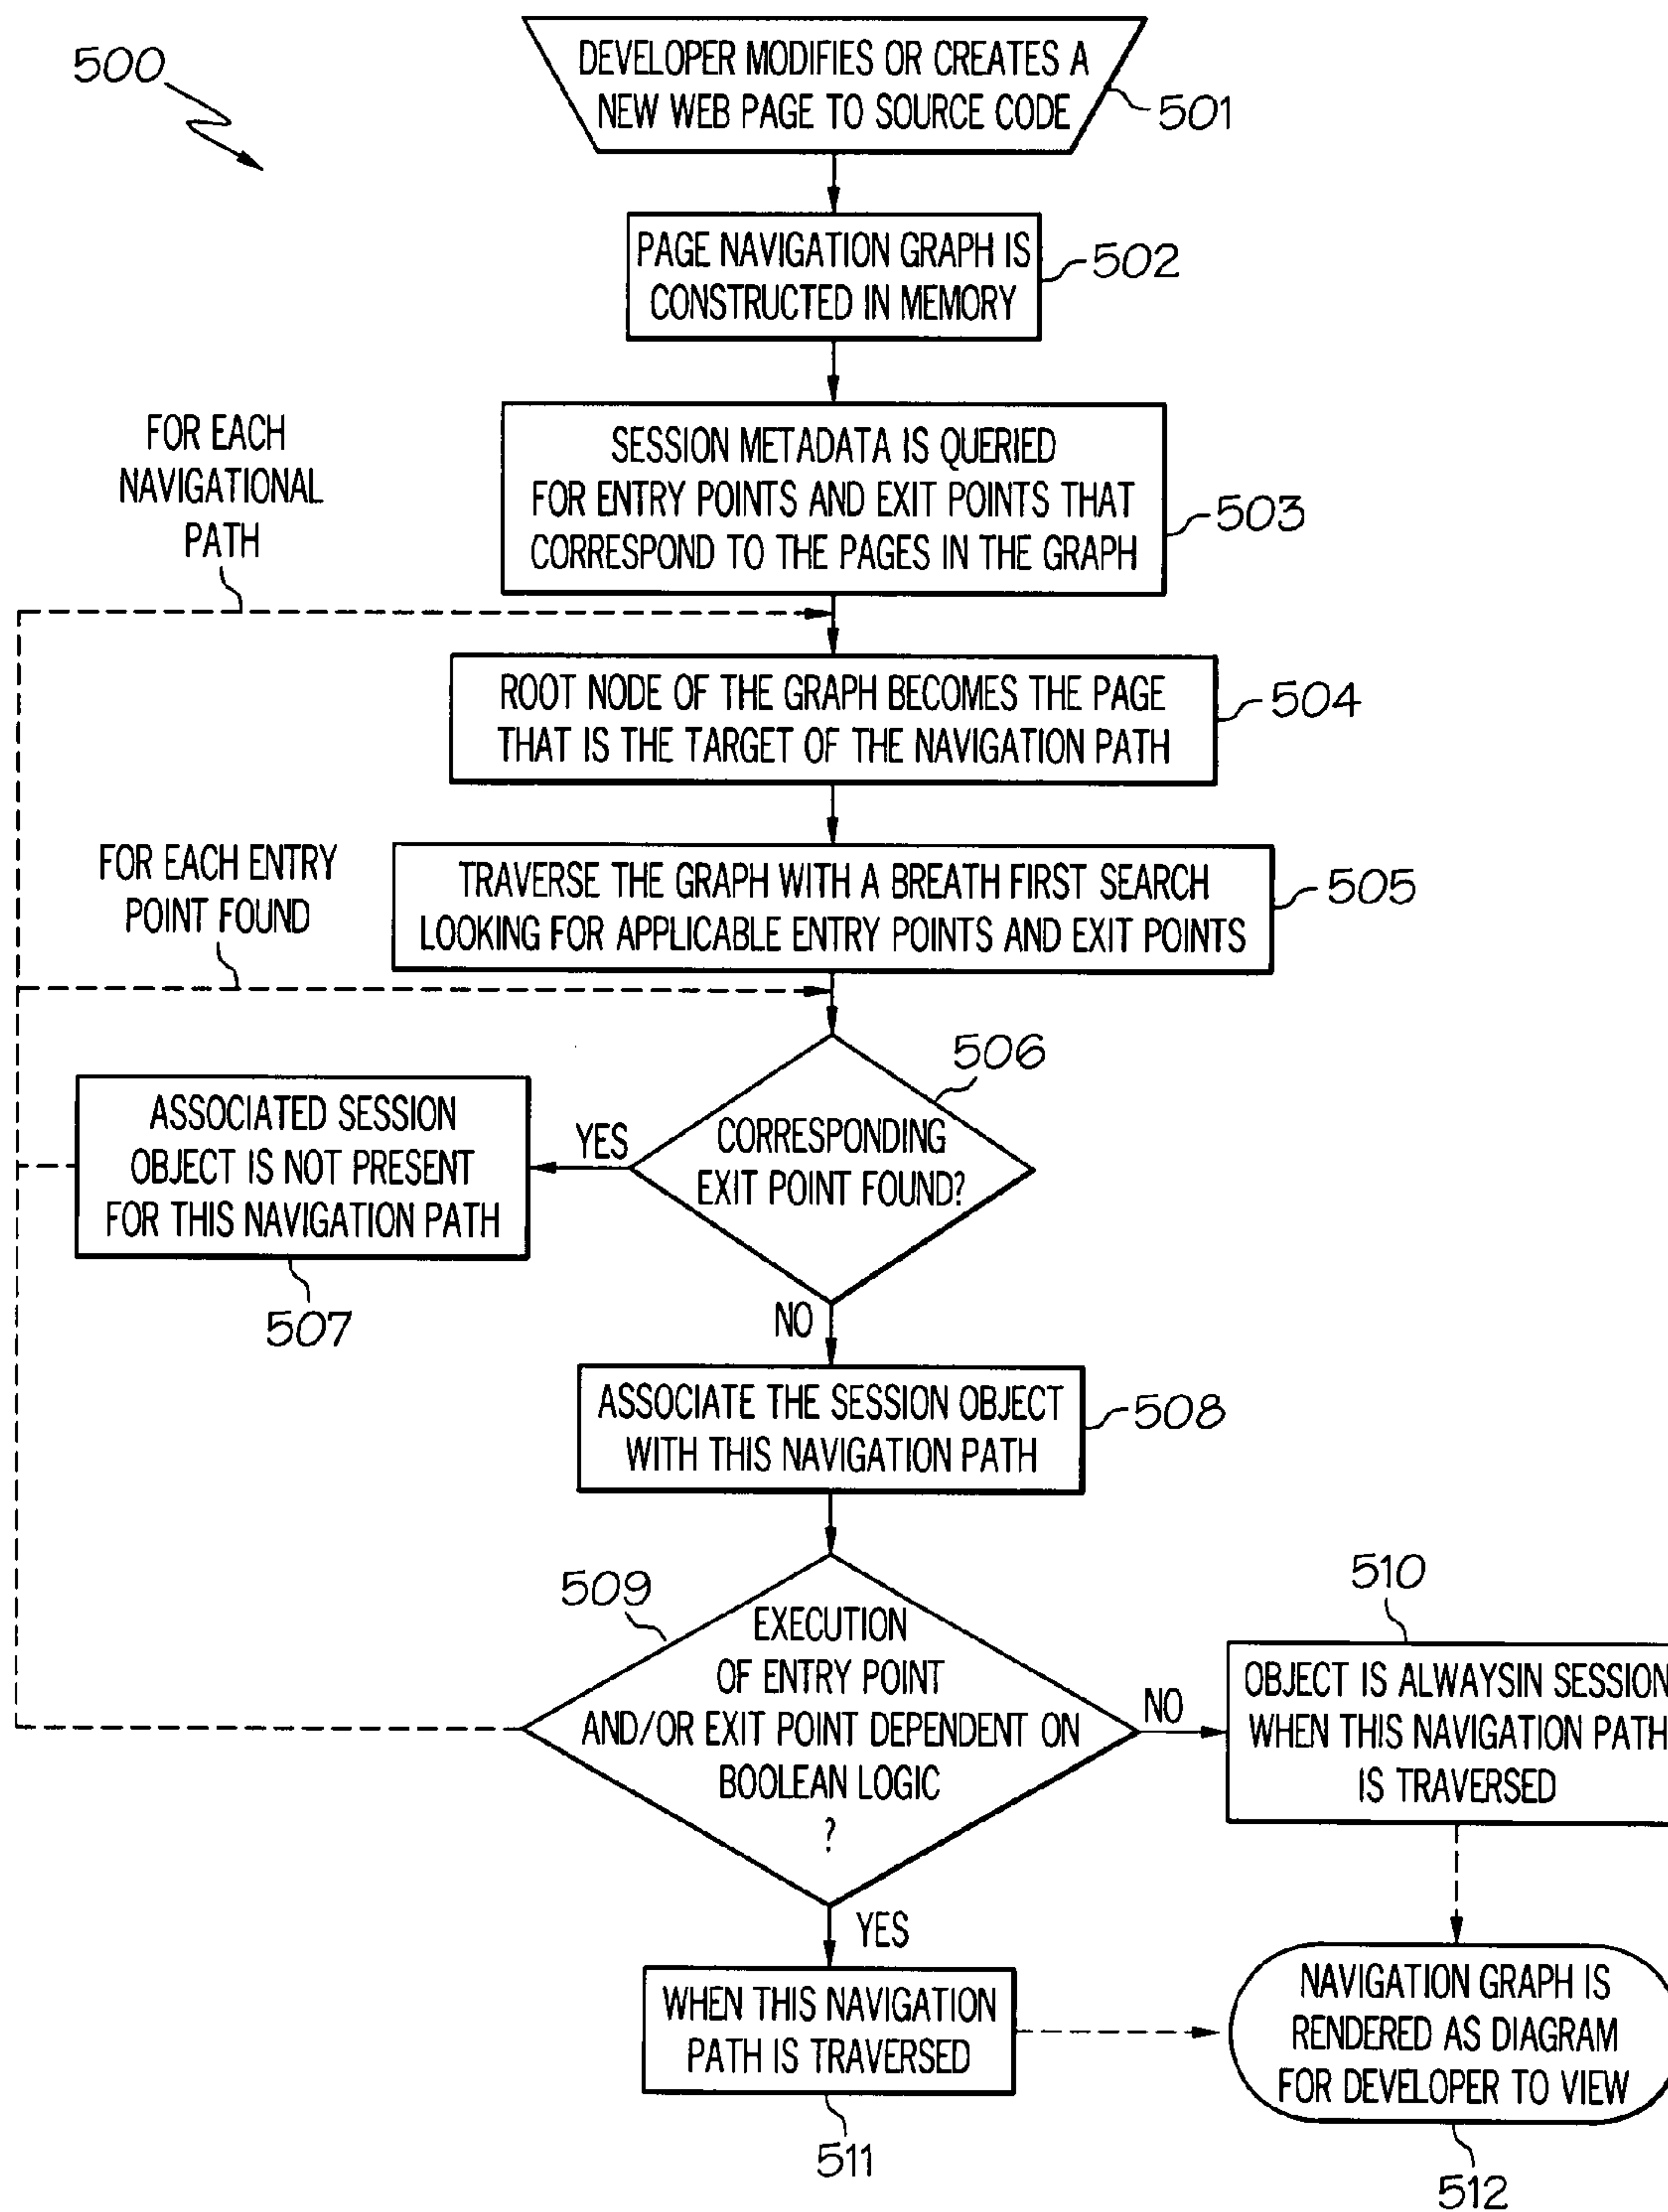 500
DEVELOPER MODIFIES OR CREATES A
NEW WEB PAGE TO SOURCE CODE
501
PAGE NAVIGATION GRAPH IS
CONSTRUCTED IN MEMORY
502
FOR EACH
NAVIGATIONAL
PATH
SESSION METADATA IS QUERIED
FOR ENTRY POINTS AND EXIT POINTS THAT
CORRESPOND TO THE PAGES IN THE GRAPH
503
ROOT NODE OF THE GRAPH BECOMES THE PAGE
THAT IS THE TARGET OF THE NAVIGATION PATH
504
FOR EACH ENTRY
POINT FOUND
TRAVERSE THE GRAPH WITH A BREATH FIRST SEARCH
LOOKING FOR APPLICABLE ENTRY POINTS AND EXIT POINTS
505
506
CORRESPONDING
EXIT POINT FOUND?
YES
ASSOCIATED SESSION
OBJECT IS NOT PRESENT
FOR THIS NAVIGATION PATH
507
NO
ASSOCIATE THE SESSION OBJECT
WITH THIS NAVIGATION PATH
508
509
EXECUTION
OF ENTRY POINT
AND/OR EXIT POINT DEPENDENT ON
BOOLEAN LOGIC
?
NO
510
OBJECT IS ALWAYSIN SESSION
WHEN THIS NAVIGATION PATH
IS TRAVERSED
YES
WHEN THIS NAVIGATION
PATH IS TRAVERSED
511
NAVIGATION GRAPH IS
RENDERED AS DIAGRAM
FOR DEVELOPER TO VIEW
512